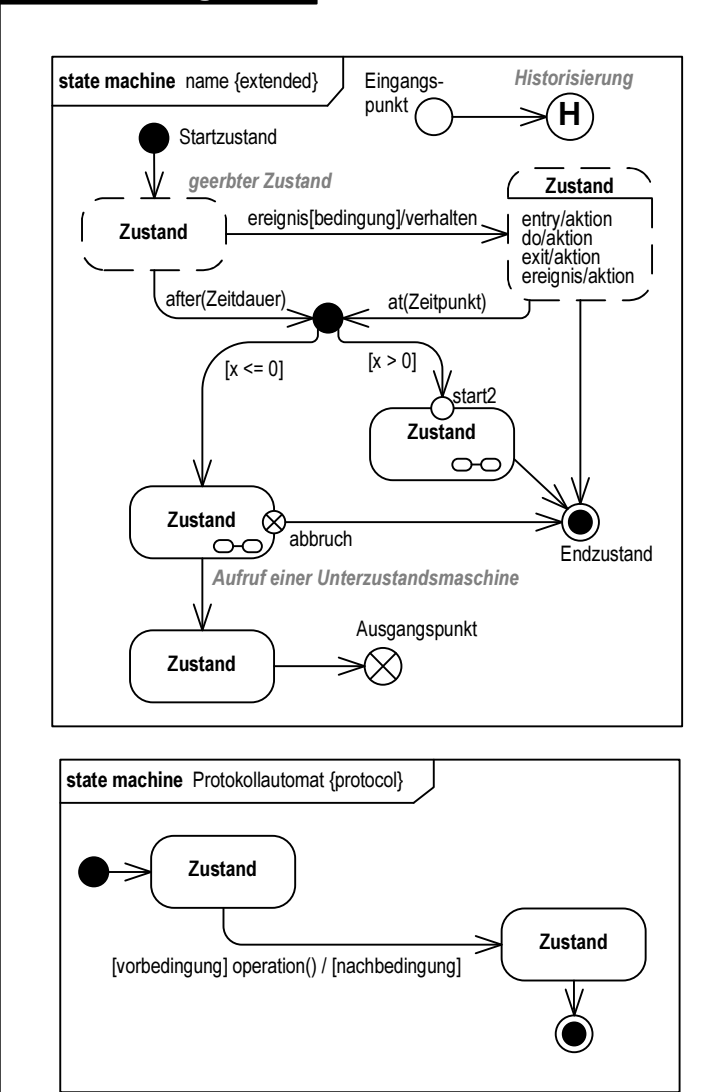 state machine name {extended}
Eingangs-
punkt
Historisierung
H
Startzustand
geerbter Zustand
Zustand
ereignis[bedingung]/verhalten
Zustand
entry/aktion
do/aktion
exit/aktion
ereignis/aktion
after(Zeitdauer)
at(Zeitpunkt)
[x <= 0]
[x > 0]
start2
Zustand
Zustand
abbruch
Endzustand
Aufruf einer Unterzustandsmaschine
Zustand
Ausgangspunkt
state machine Protokollautomat {protocol}
Zustand
Zustand
[vorbedingung] operation() / [nachbedingung]